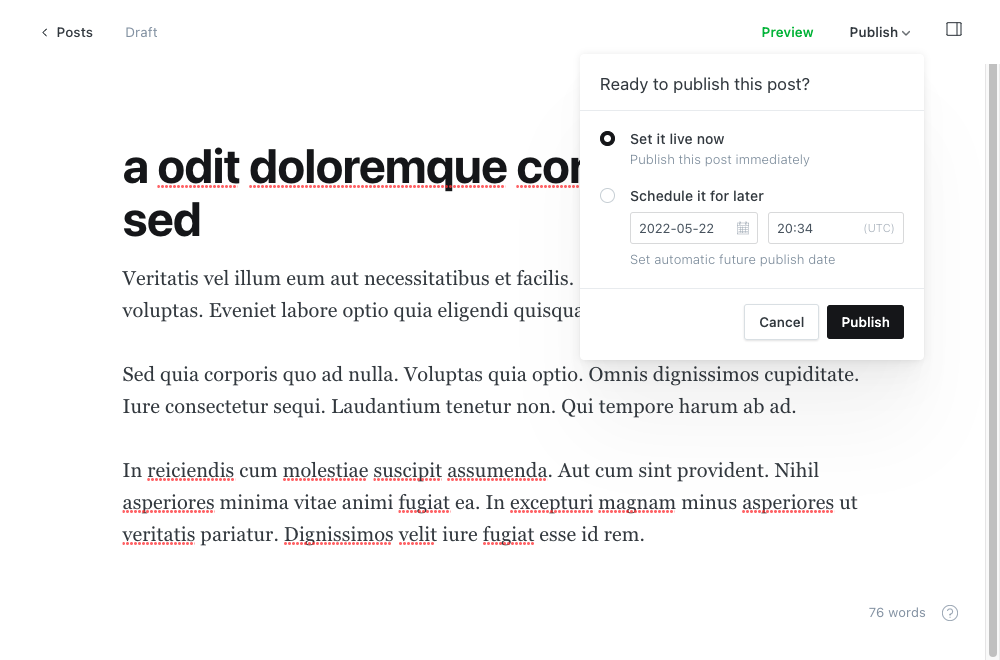 Posts
Draft
Preview
Publish
Ready to publish this post?
Set it live now
Publish this post immediately
Schedule it for later
2022-05-22
20:34
(UTC)
Set automatic future publish date
Cancel
Publish
a odit doloremque
sed
Veritatis vel illum eum aut necessitatibus et facilis.
voluptas. Eveniet labore optio quia eligendi
Sed quia corporis quo ad nulla. Voluptas quia optio. Omnis dignissimos cupiditate.
Iure consectetur sequi. Laudantium tenetur non. Qui tempore harum ab ad.
In reiciendis cum molestiae suscipit assumenda. Aut cum sint provident. Nihil
asperiores minima vitae animi fugiat ea. In excepturi magnam minus asperiores ut
veritatis pariatur. Dignissimos velit iure fugiat esse id rem.
76 words